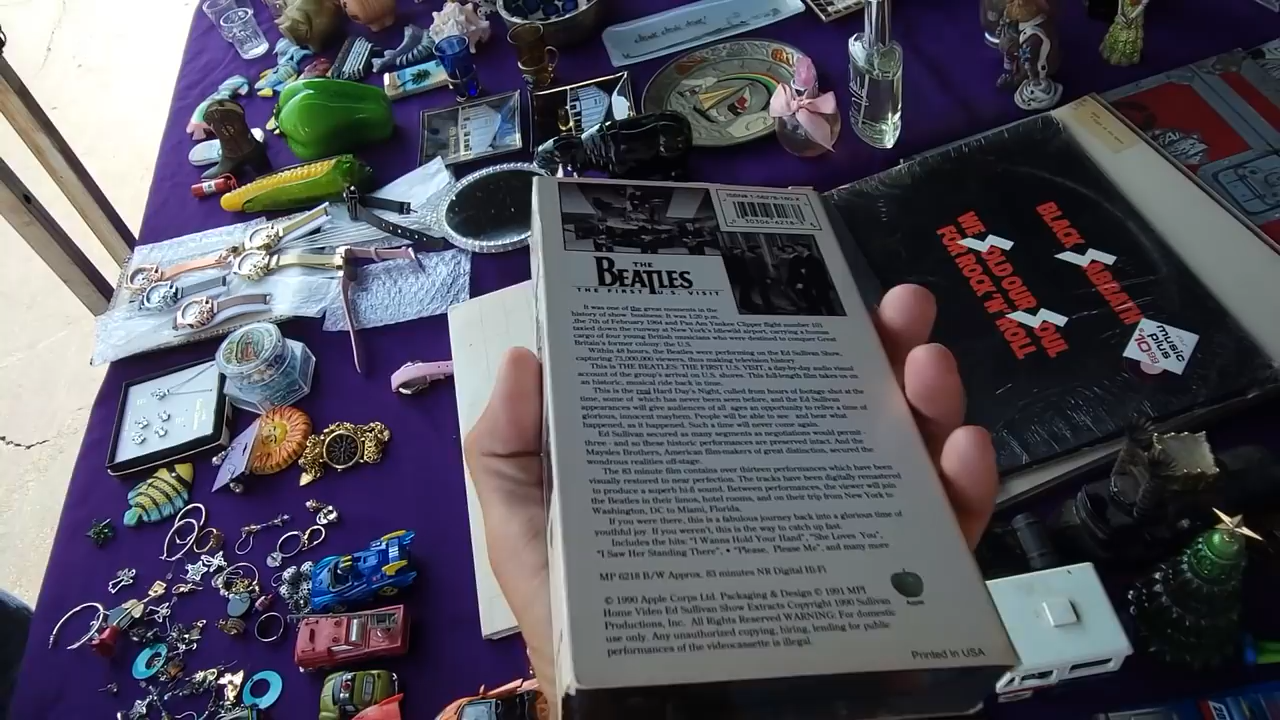 THE
BEATLES
THE FIRST U.S. VISIT
It was one of the great moments in the
history of show business. It was 1:20 p.m.
,the 7th of February 1964 and Pan Am Yankee Clipper flight number 101
taxied down the runway at New York's Idlewild airport, carrying a human
cargo of four young British musicians who were destined to conquer Great
Britain's former colony: the U.S.
Within 48 hours, the Beatles were performing on the Ed Sullivan Show,
capturing 73,000,000 viewers, thus making television history.
This is THE BEATLES: THE FIRST U.S. VISIT, a day-by-day audio visual
account of the group's arrival on U.S. shores. This full-length film takes us on
an historic, musical ride back in time.
This is the real Hard Day's Night, culled from hours of footage shot at the
time, some of which has never been seen before, and the Ed Sullivan
appearances will give audiences of all ages an opportunity to relive a time of
glorious, innocent mayhem. People will be able to see and hear what
happened, as it happened. Such a time will never come again.
Ed Sullivan secured as many segments as negotiations would permit -
three - and so these historic performances are preserved intact. And the
Maysles Brothers, American film-makers of great distinction, secured the
wondrous realities off-stage.
The 83 minute film contains over thirteen performances which have been
visually restored to near perfection. The tracks have been digitally remastered
to produce a superb hi-fi sound. Between performances, the viewer will join
the Beatles in their limos, hotel rooms, and on their trip from New York to
Washington, DC to Miami, Florida.
If you were there, this is a fabulous journey back into a glorious time of
youthful joy. If you weren't, this is the way to catch up fast.
Includes the hits: "I Wanna Hold Your Hand", "She Loves You",
"I Saw Her Standing There", "Please, Please Me", and many more
MP 6218 B/W Approx. 83 minutes NR Digital Hi-Fi
© 1990 Apple Corps Ltd. Packaging & Design © 1991 MPI
Home Video Ed Sullivan Show Extracts Copyright 1990 Sullivan
Productions, Inc. All Rights Reserved WARNING: For domestic
use only. Any unauthorized copying, hiring, lending for public
performances of the videocassette is illegal.
Apple
Printed in USA
BLACK ABBATH
WE OLD OUR OUL
FOR ROCK 'N' ROLL
music
plus